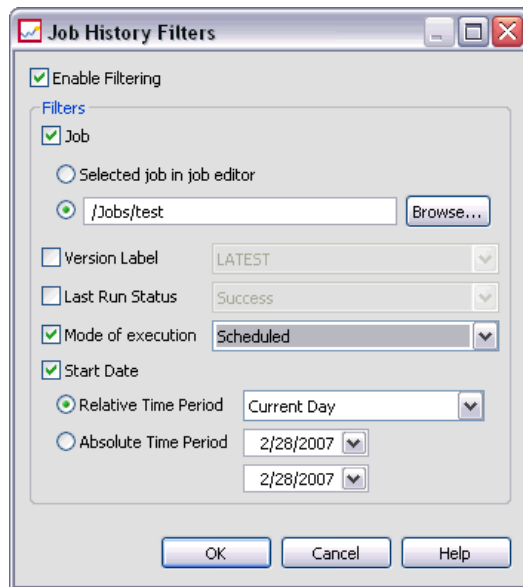 Job History Filters
Enable Filtering
Filters
Job
Selected job in job editor
/Jobs/test Browse...
Version Label LATEST
Last Run Status Success
Mode of execution Scheduled
Start Date
Relative Time Period Current Day
Absolute Time Period 2/28/2007
2/28/2007
OK Cancel Help